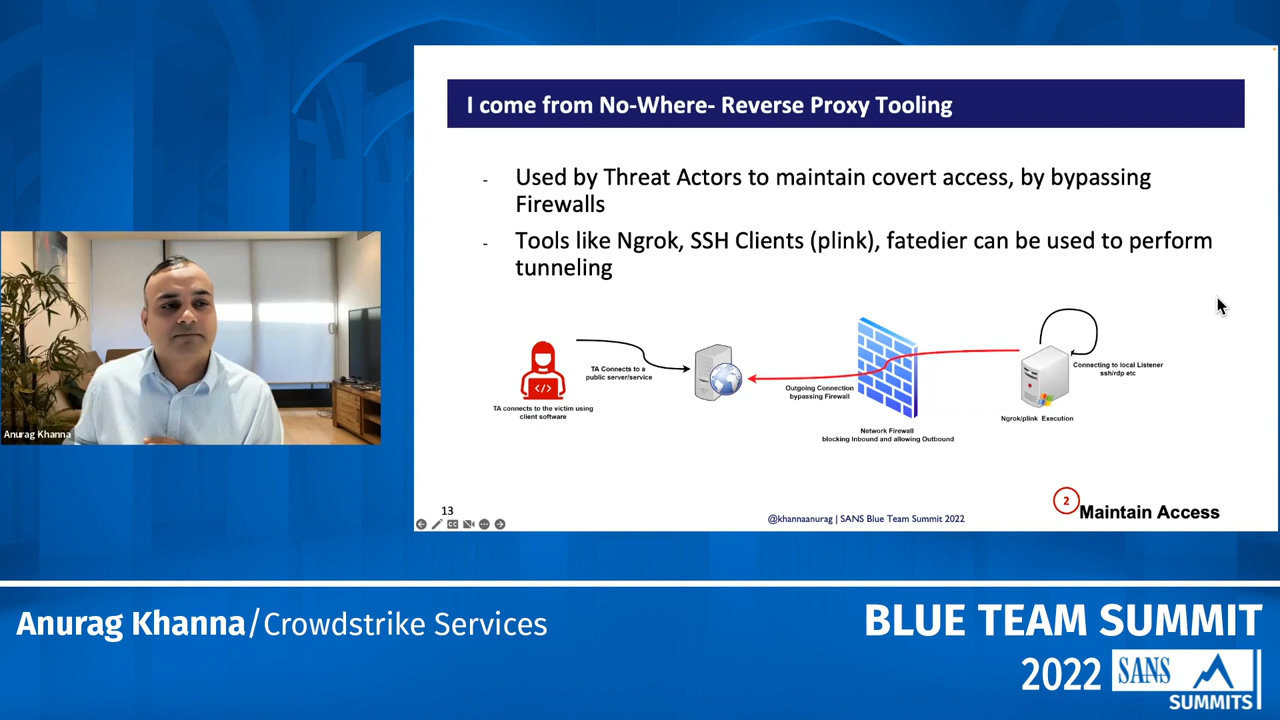 I come from No-Where- Reverse Proxy Tooling
- Used by Threat Actors to maintain covert access, by bypassing
Firewalls
- Tools like Ngrok, SSH Clients (plink), fatedier can be used to perform
tunneling
TA Connects to a
public server/service
TA connects to the victim using
client software
Outgoing Connection
bypassing Firewall
Network Firewall
blocking Inbound and allowing Outbound
Connecting to local Listener
ssh/rdp etc
Ngrok/plink Execution
</>
13
@khannaanurag | SANS Blue Team Summit 2022
2 Maintain Access
Anurag Khanna
Anurag Khanna/Crowdstrike Services
BLUE TEAM SUMMIT
2022 SANS
SUMMITS